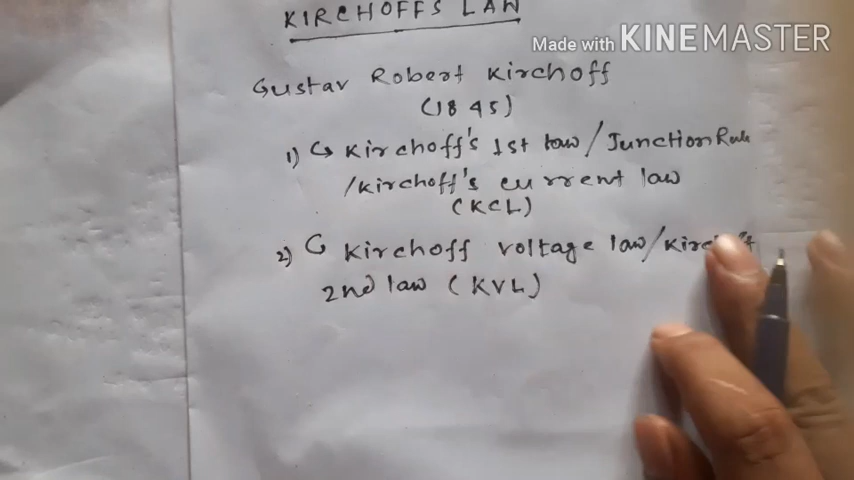 KIRCHOFFS LAW
Made with KINEMASTER
Gustav Robert Kirchoff
(1845)
1) ↳ Kirchoff's 1st law/Junction Rule
/Kirchoff's current law
(KCL)
2) ↳ Kirchoff voltage law/
2nd law (KVL)